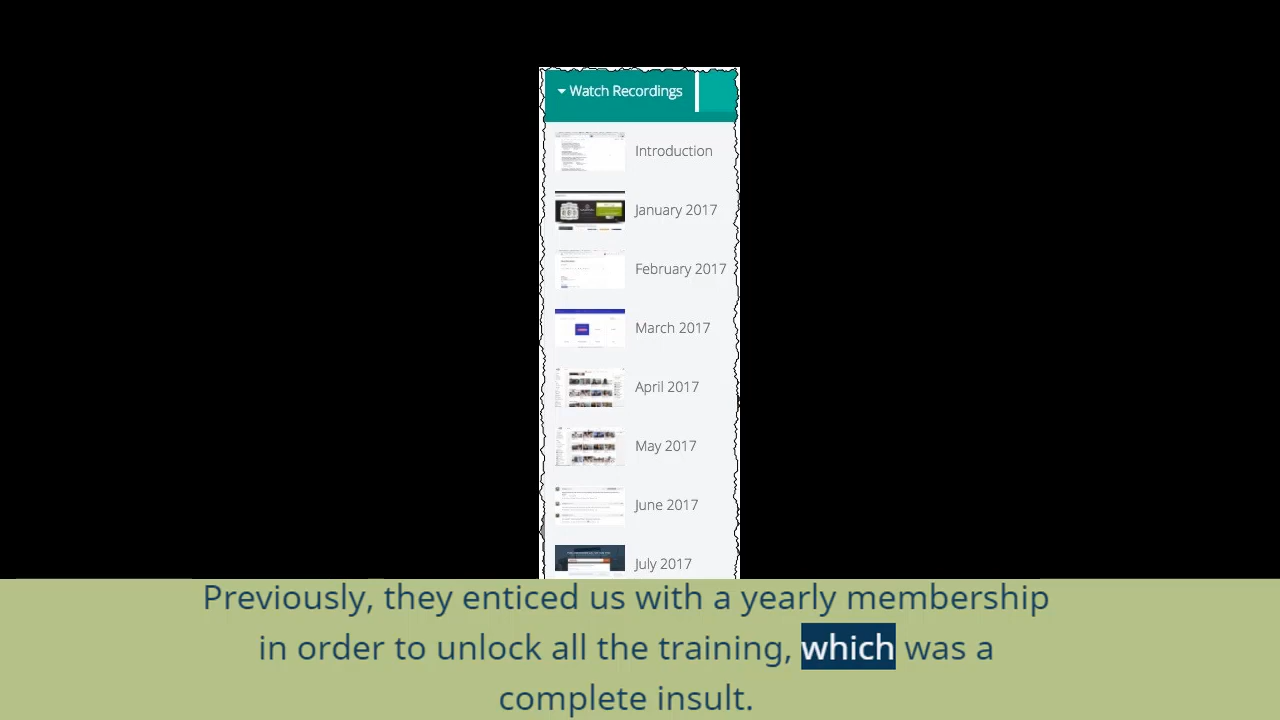 Watch Recordings
Introduction
January 2017
February 2017
March 2017
April 2017
May 2017
June 2017
July 2017
Previously, they enticed us with a yearly membership
in order to unlock all the training, which was a
complete insult.